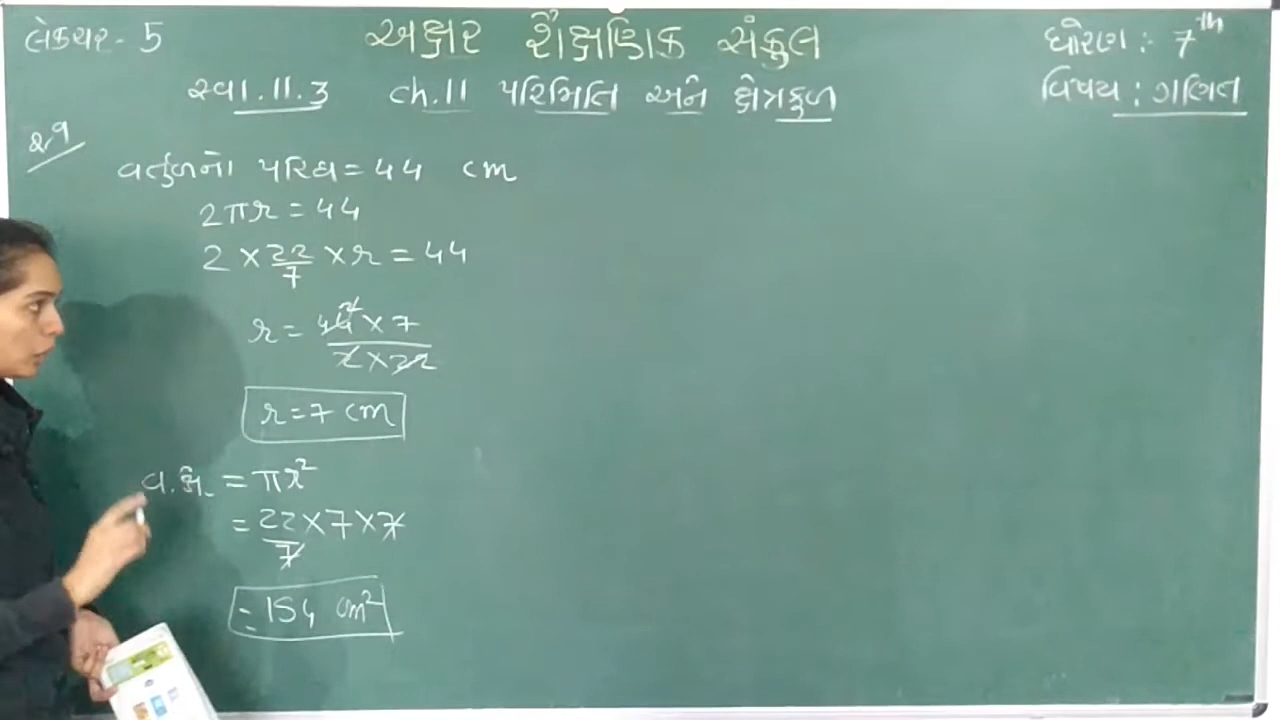 લેક્ચર - 5
અક્ષર શૈક્ષણિક સંકુલ
ધોરણ : 7th
સ્વા.11.3 ch.11 પરિમિતિ અને ક્ષેત્રફળ
વિષય : ગણિત
વર્તુળનો પરિઘ = 44 cm
2πr = 44
2 × 22/7 × r = 44
r = 44 2 × 7 / 2 × 22
r = 7 cm
વ.ક્ષે. = πr²
= 22/7 × 7 × 7
= 154 cm²